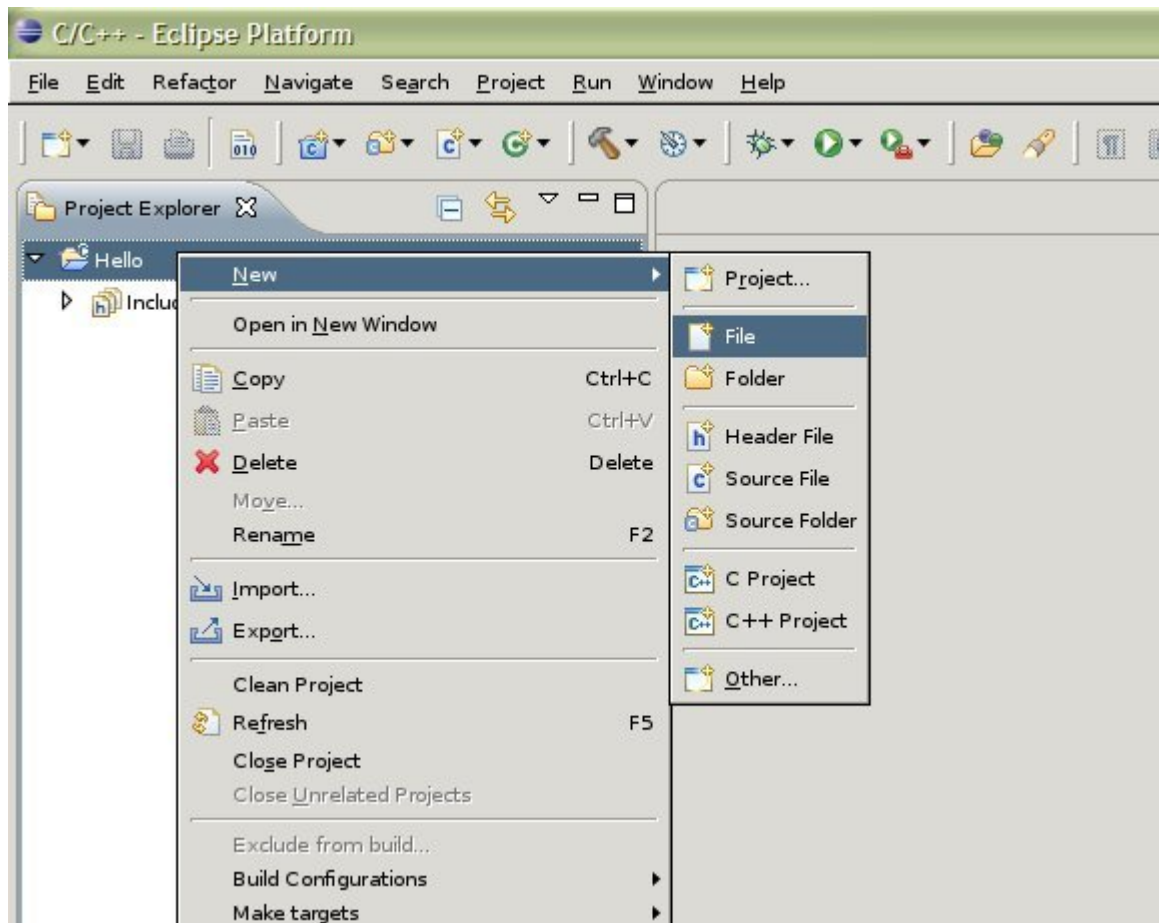 C/C++ - Eclipse Platform
File Edit Refactor Navigate Search Project Run Window Help
010
Project Explorer
Hello
Includ
New
Open in New Window
Copy Ctrl+C
Paste Ctrl+V
Delete Delete
Move...
Rename F2
Import...
Export...
Clean Project
Refresh F5
Close Project
Close Unrelated Projects
Exclude from build...
Build Configurations
Make targets
Project...
File
Folder
Header File
Source File
Source Folder
C Project
C++ Project
Other...